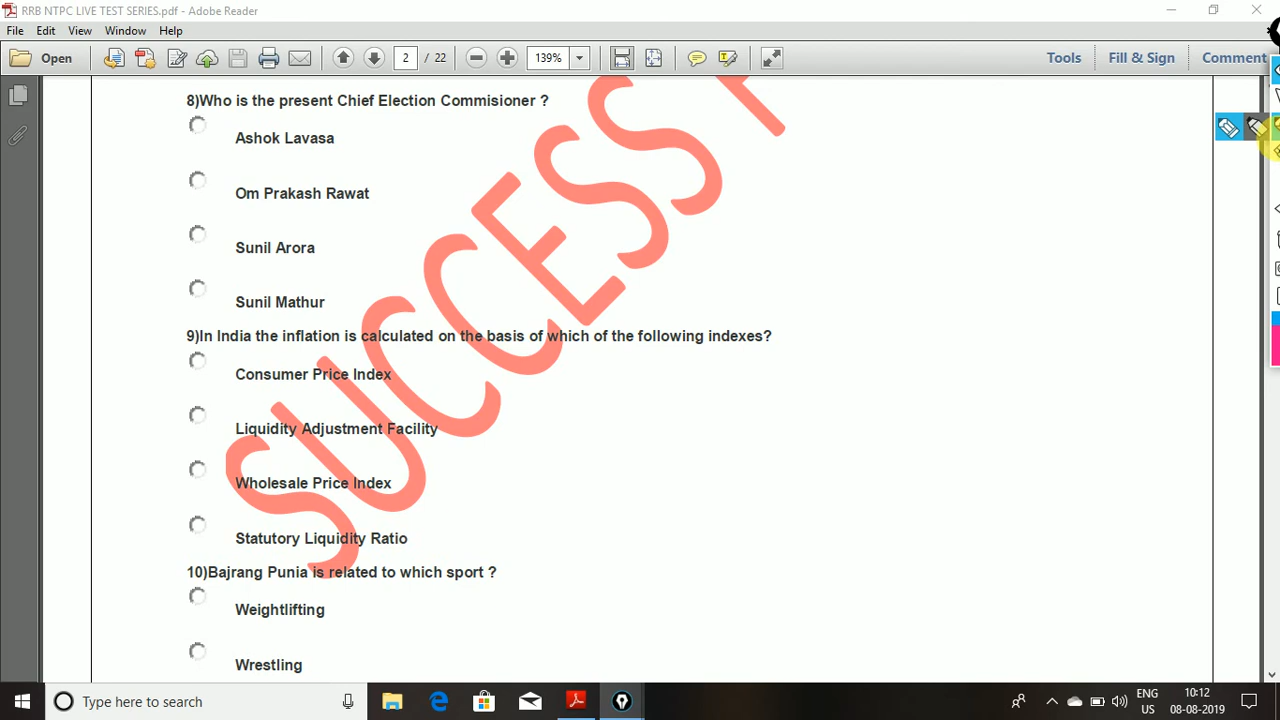 RRB NTPC LIVE TEST SERIES.pdf - Adobe Reader
File Edit View Window Help
Open 2 / 22 139% Tools Fill & Sign Comment
8)Who is the present Chief Election Commisioner ?
Ashok Lavasa
Om Prakash Rawat
Sunil Arora
Sunil Mathur
9)In India the inflation is calculated on the basis of which of the following indexes?
Consumer Price Index
Liquidity Adjustment Facility
Wholesale Price Index
Statutory Liquidity Ratio
10)Bajrang Punia is related to which sport ?
Weightlifting
Wrestling
SUCCESS
Type here to search
ENG
US
10:12
08-08-2019